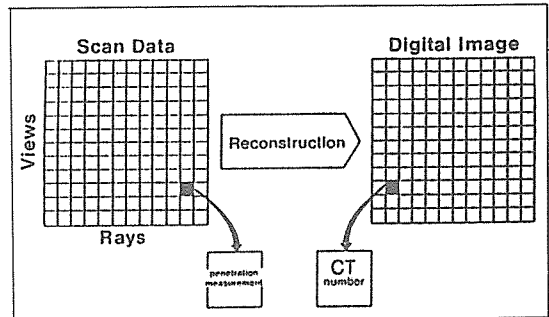 Scan Data
Digital Image
Views
Reconstruction
Rays
penetration
measurement
CT
number